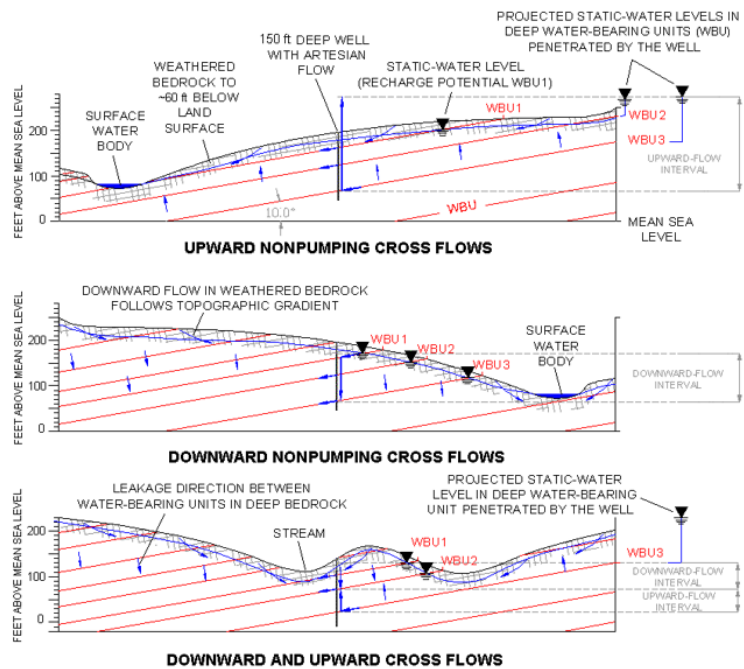 150 ft DEEP WELL
WITH ARTESIAN
FLOW
PROJECTED STATIC-WATER LEVELS IN
DEEP WATER-BEARING UNITS (WBU)
PENETRATED BY THE WELL
WEATHERED
BEDROCK TO
~60 ft BELOW
LAND
SURFACE
STATIC-WATER LEVEL
(RECHARGE POTENTIAL WBU1)
SURFACE
WATER
BODY
FEET ABOVE MEAN SEA LEVEL
200
100
0
WBU1
WBU2
WBU3
UPWARD-FLOW
INTERVAL
10.0°
WBU
MEAN SEA
LEVEL
UPWARD NONPUMPING CROSS FLOWS
DOWNWARD FLOW IN WEATHERED BEDROCK
FOLLOWS TOPOGRAPHIC GRADIENT
FEET ABOVE MEAN SEA LEVEL
200
100
0
WBU1
WBU2
WBU3
SURFACE
WATER
BODY
DOWNWARD-FLOW
INTERVAL
DOWNWARD NONPUMPING CROSS FLOWS
LEAKAGE DIRECTION BETWEEN
WATER-BEARING UNITS IN DEEP BEDROCK
PROJECTED STATIC-WATER
LEVEL IN DEEP WATER-BEARING
UNIT PENETRATED BY THE WELL
STREAM
FEET ABOVE MEAN SEA LEVEL
200
100
0
WBU1
WBU2
WBU3
DOWNWARD-FLOW
INTERVAL
UPWARD-FLOW
INTERVAL
DOWNWARD AND UPWARD CROSS FLOWS